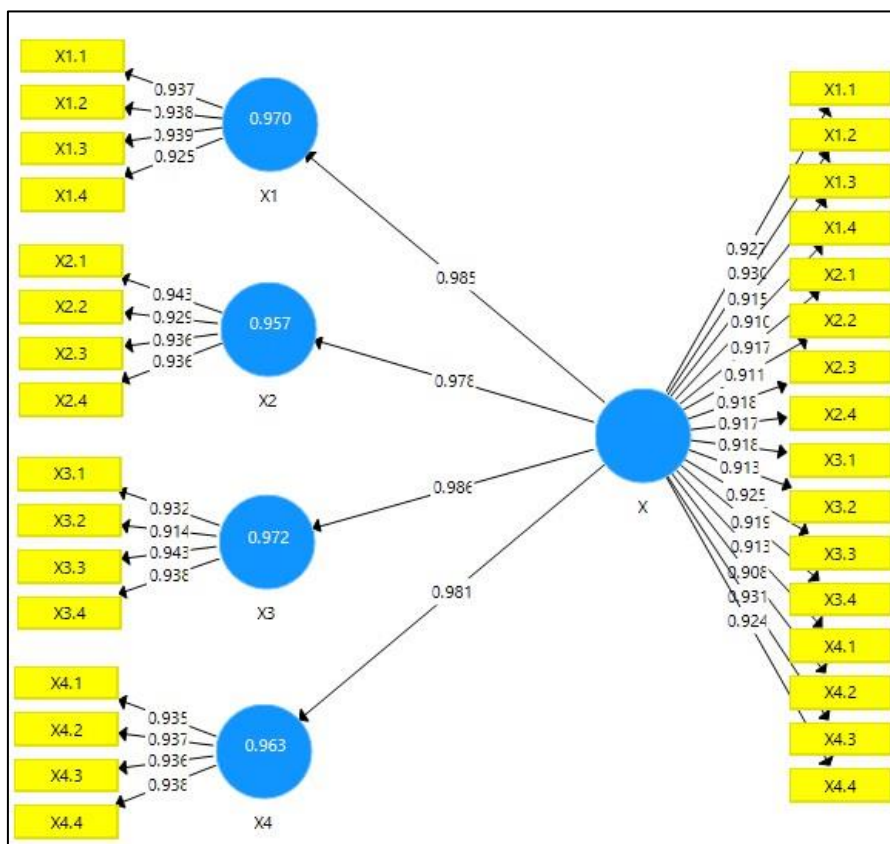 X1.1
X1.2
X1.3
X1.4
0.937
0.938
0.939
0.925
0.970
X1
X2.1
X2.2
X2.3
X2.4
0.943
0.929
0.936
0.936
0.957
X2
X3.1
X3.2
X3.3
X3.4
0.932
0.914
0.943
0.938
0.972
X3
X4.1
X4.2
X4.3
X4.4
0.935
0.937
0.936
0.938
0.963
X4
0.985
0.978
0.986
0.981
X
0.927
0.930
0.915
0.910
0.917
0.911
0.918
0.917
0.918
0.913
0.925
0.919
0.913
0.908
0.931
0.924
X1.1
X1.2
X1.3
X1.4
X2.1
X2.2
X2.3
X2.4
X3.1
X3.2
X3.3
X3.4
X4.1
X4.2
X4.3
X4.4